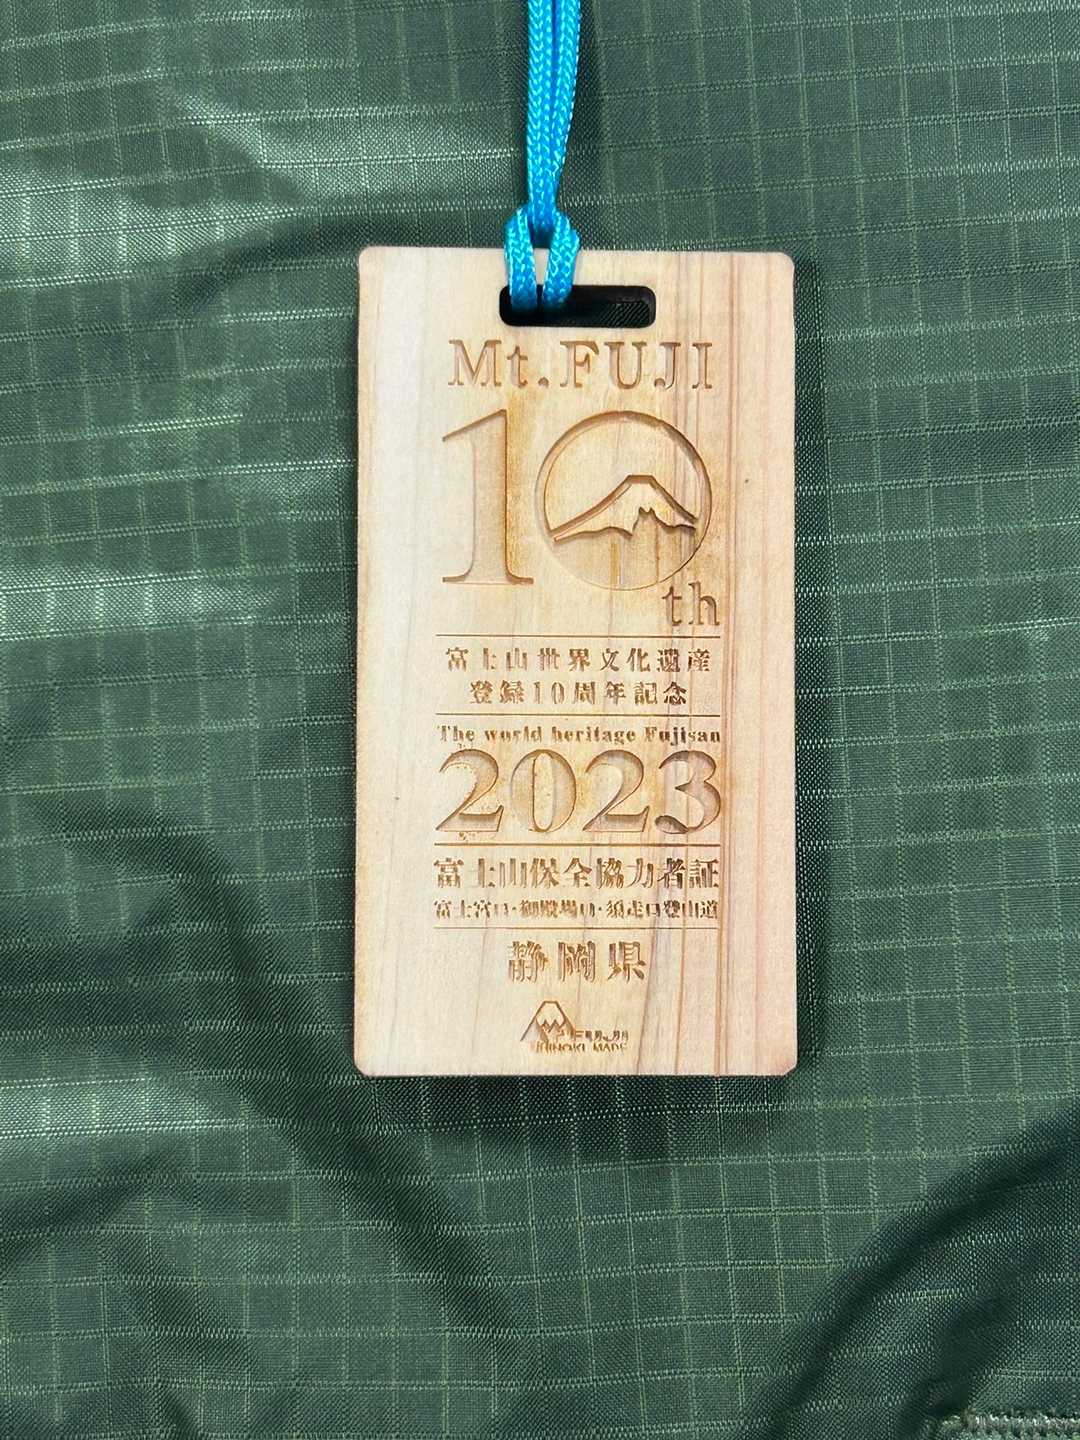 Mt.FUJI
10th
富士山世界文化遺産
登録10周年記念
The world heritage Fujisan
2023
富士山保全協力者証
富士宮口・御殿場口・須走口登山道
静岡県
FUJI
HINOKI MADE